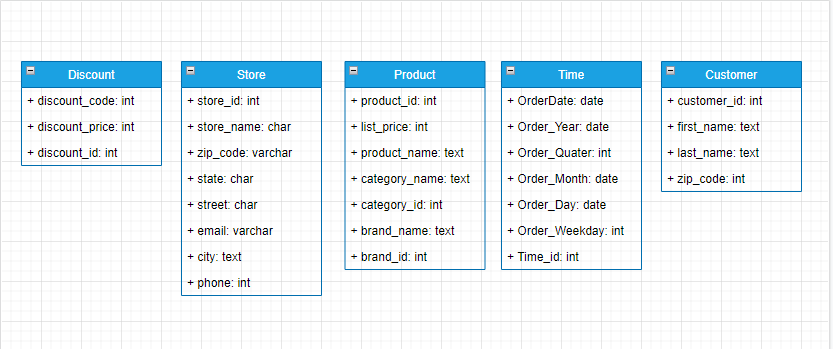 Discount
+ discount_code: int
+ discount_price: int
+ discount_id: int
Store
+ store_id: int
+ store_name: char
+ zip_code: varchar
+ state: char
+ street: char
+ email: varchar
+ city: text
+ phone: int
Product
+ product_id: int
+ list_price: int
+ product_name: text
+ category_name: text
+ category_id: int
+ brand_name: text
+ brand_id: int
Time
+ OrderDate: date
+ Order_Year: date
+ Order_Quater: int
+ Order_Month: date
+ Order_Day: date
+ Order_Weekday: int
+ Time_id: int
Customer
+ customer_id: int
+ first_name: text
+ last_name: text
+ zip_code: int